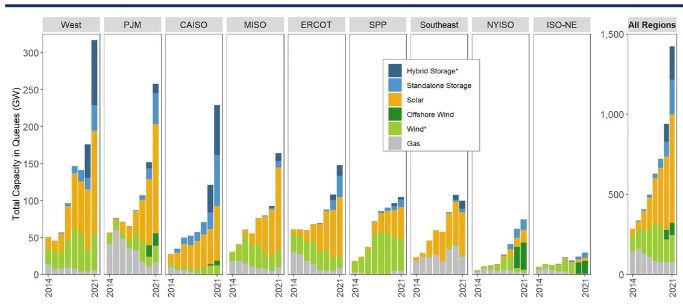 West PJM CAISO MISO ERCOT SPP Southeast NYISO ISO-NE All Regions
Total Capacity in Queues (GW)
300
250
200
150
100
50
0
Hybrid Storage*
Standalone Storage
Solar
Offshore Wind
Wind*
Gas
1,500
1,000
500
0
2014 2021 2014 2021 2014 2021 2014 2021 2014 2021 2014 2021 2014 2021 2014 2021 2014 2021 2014 2021